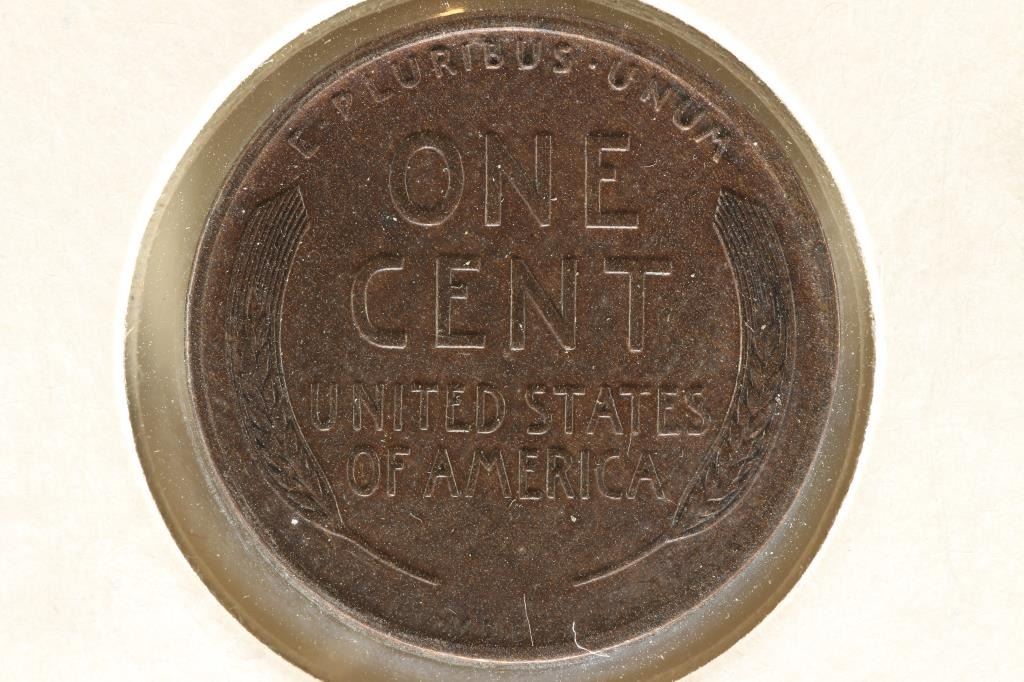 E PLURIBUS · UNUM
ONE
CENT
UNITED STATES
OF AMERICA